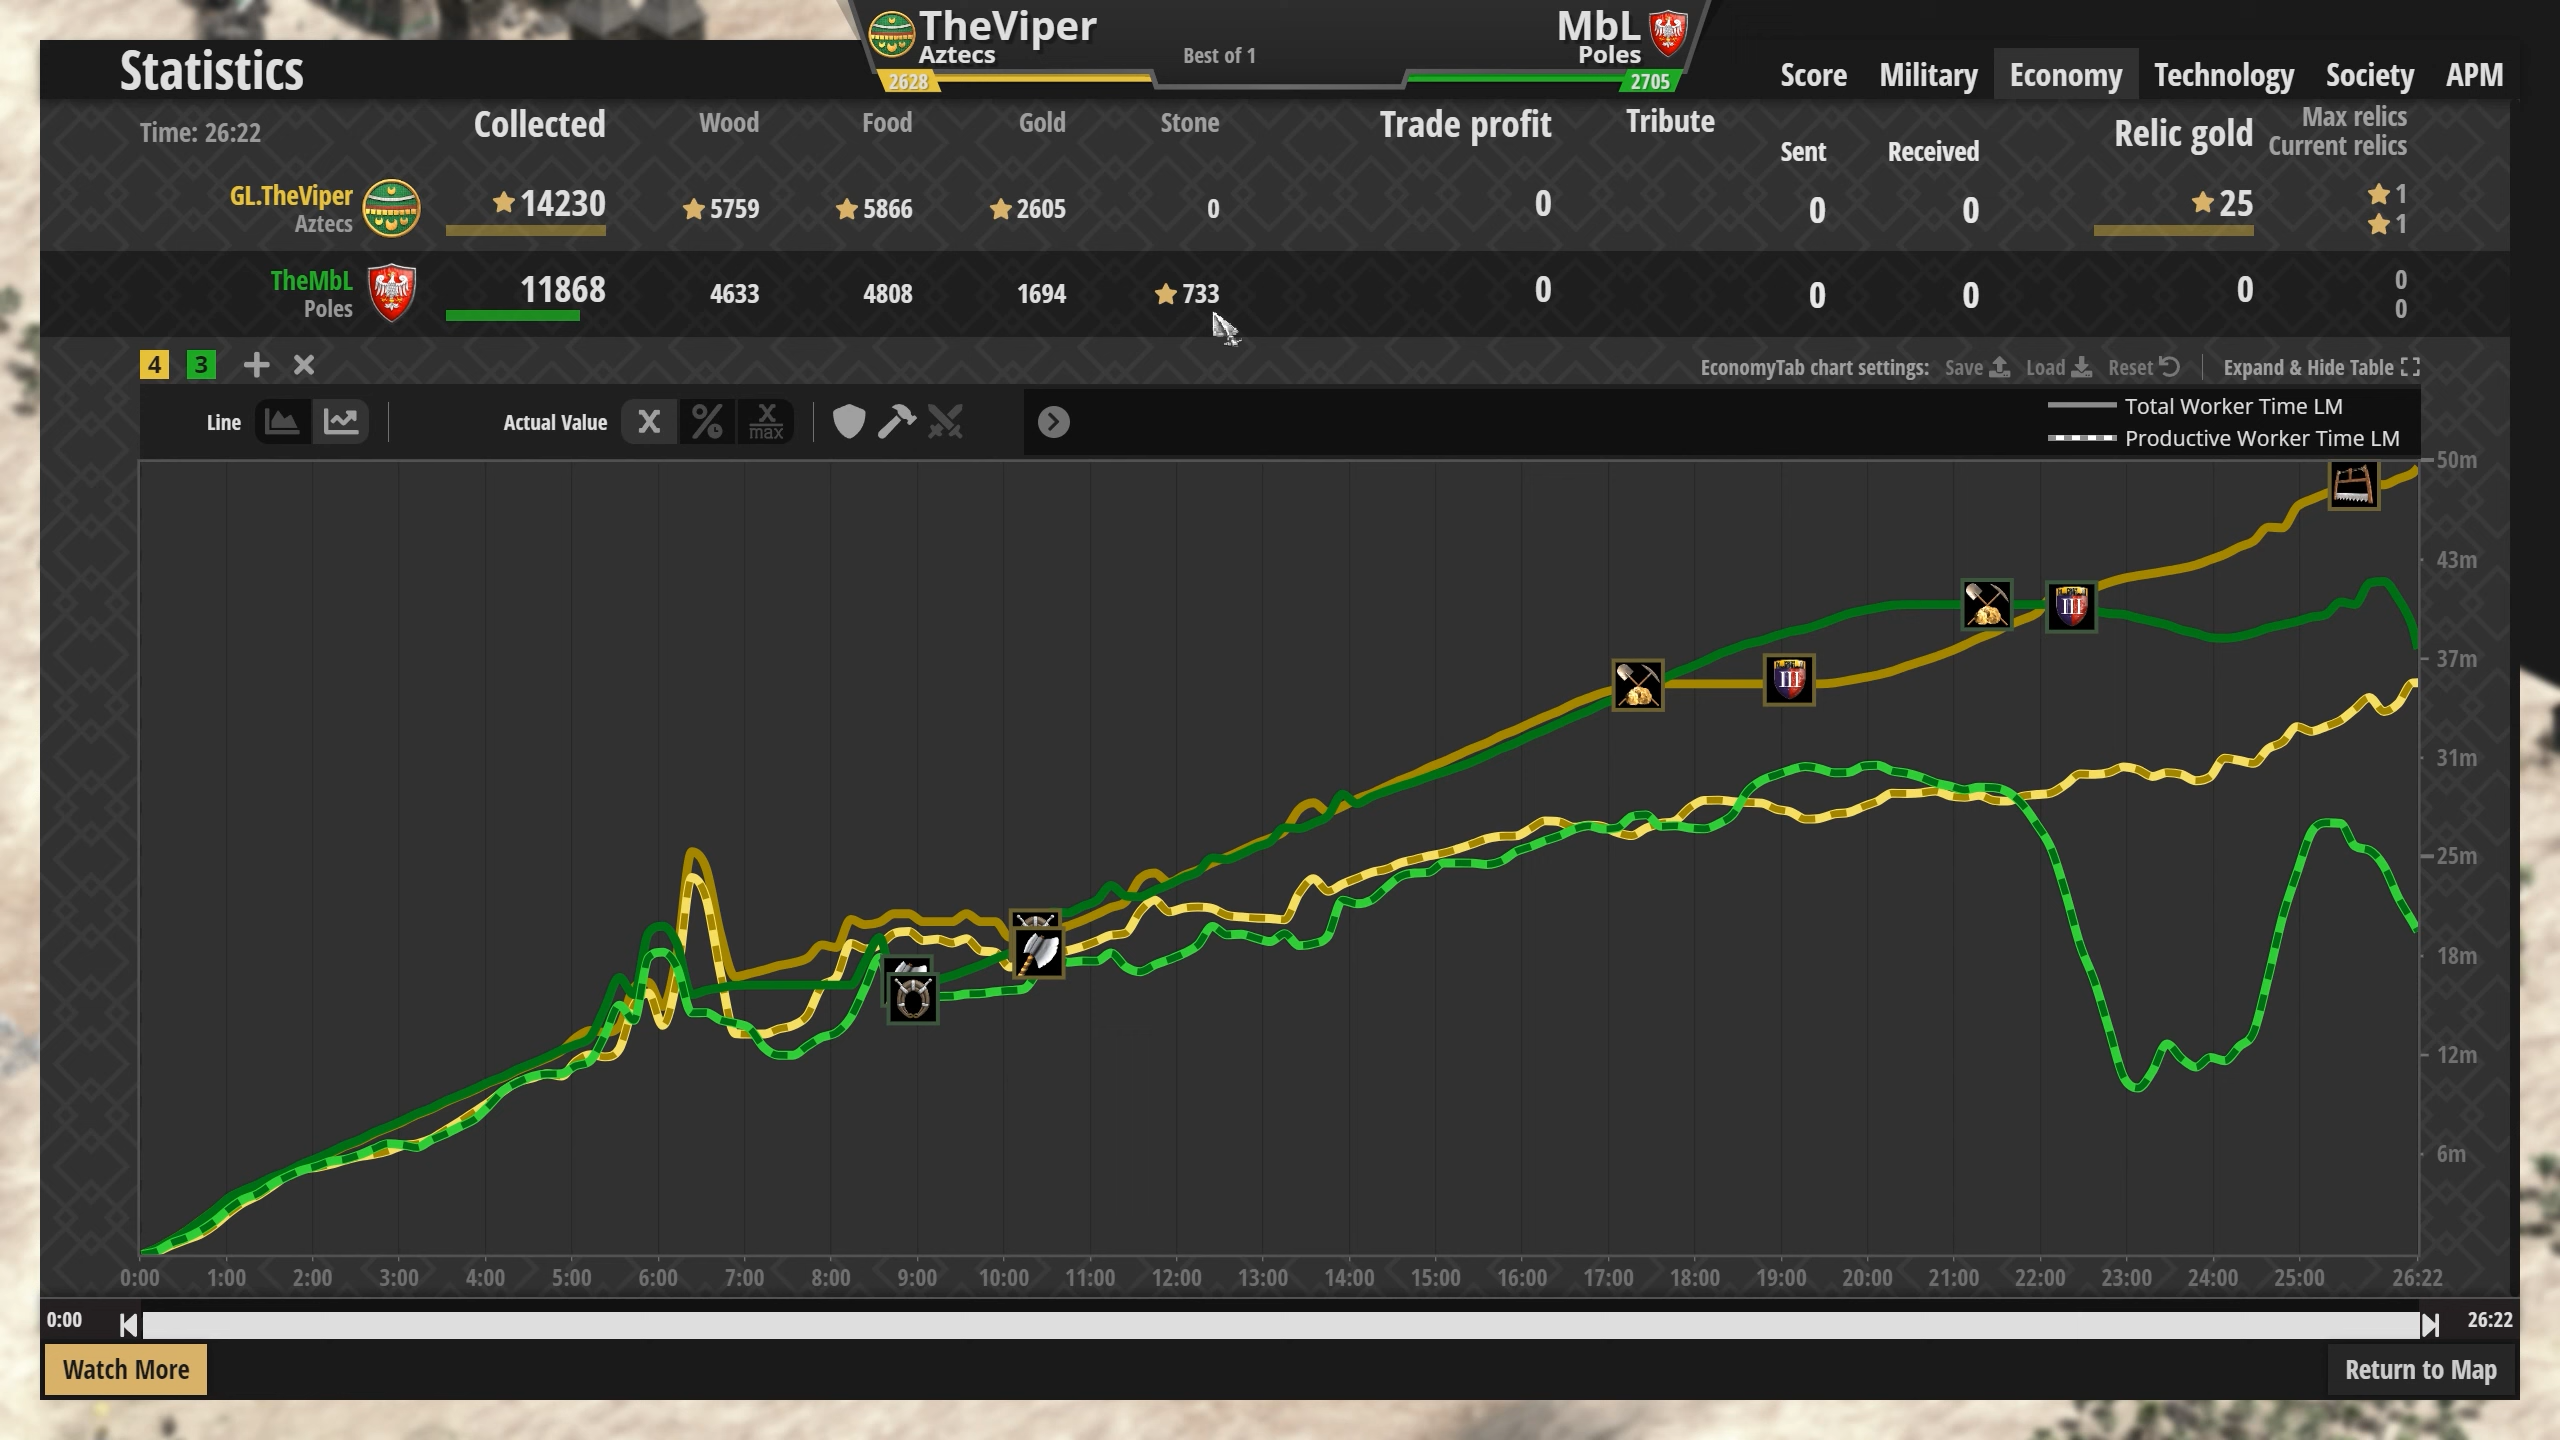 TheViper
Aztecs
2628
Best of 1
MbL
Poles
2705
Statistics
Score Military Economy Technology Society APM
Time: 26:22
Collected Wood Food Gold Stone Trade profit Tribute Sent Received Relic gold Max relics
Current relics
GL.TheViper
Aztecs
14230 5759 5866 2605 0 0 0 0 25 1
1
TheMbL
Poles
11868 4633 4808 1694 733 0 0 0 0 0
0
4 3
EconomyTab chart settings: Save Load Reset Expand & Hide Table
Line Actual Value X % X
max
Total Worker Time LM
Productive Worker Time LM
50m
43m
37m
31m
25m
18m
12m
6m
III
III
0:00 1:00 2:00 3:00 4:00 5:00 6:00 7:00 8:00 9:00 10:00 11:00 12:00 13:00 14:00 15:00 16:00 17:00 18:00 19:00 20:00 21:00 22:00 23:00 24:00 25:00 26:22
0:00 26:22
Watch More Return to Map